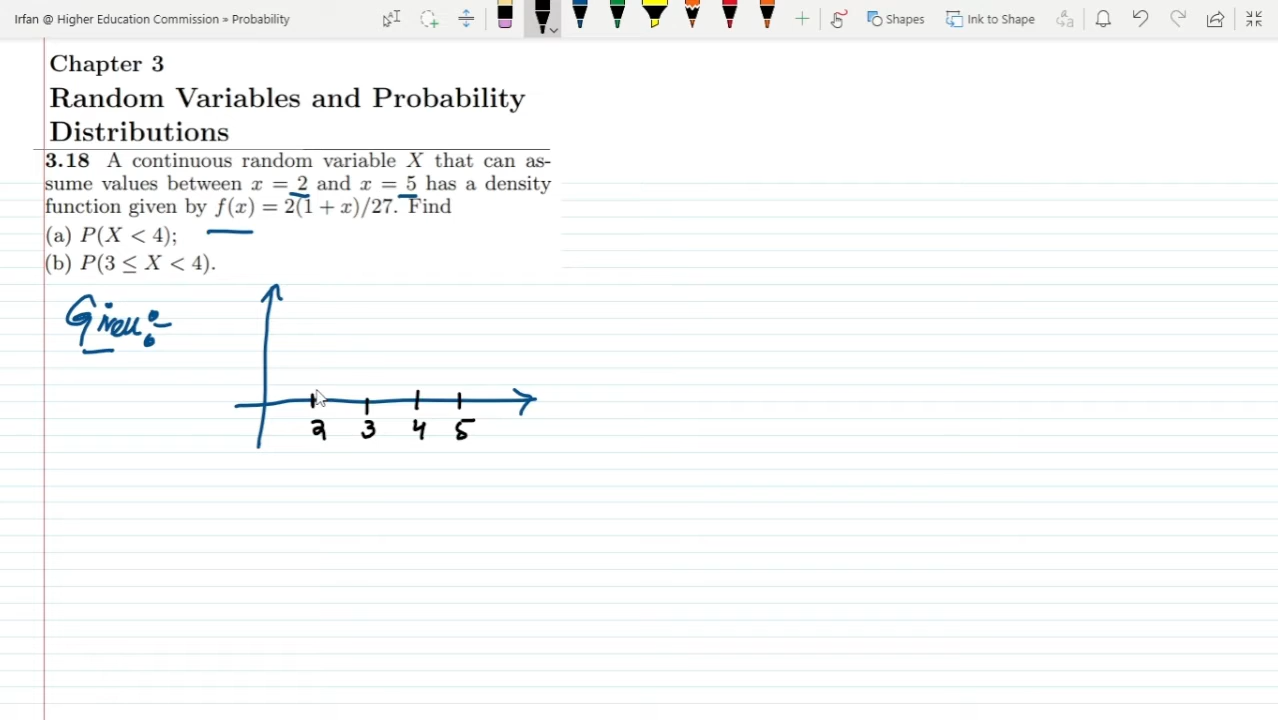 Irfan @ Higher Education Commission » Probability
Shapes
Ink to Shape
Chapter 3
Random Variables and Probability
Distributions
3.18 A continuous random variable X that can as-
sume values between x = 2 and x = 5 has a density
function given by f(x) = 2(1 + x)/27. Find
(a) P(X < 4);
(b) P(3 ≤ X < 4).
Given:-
2 3 4 5